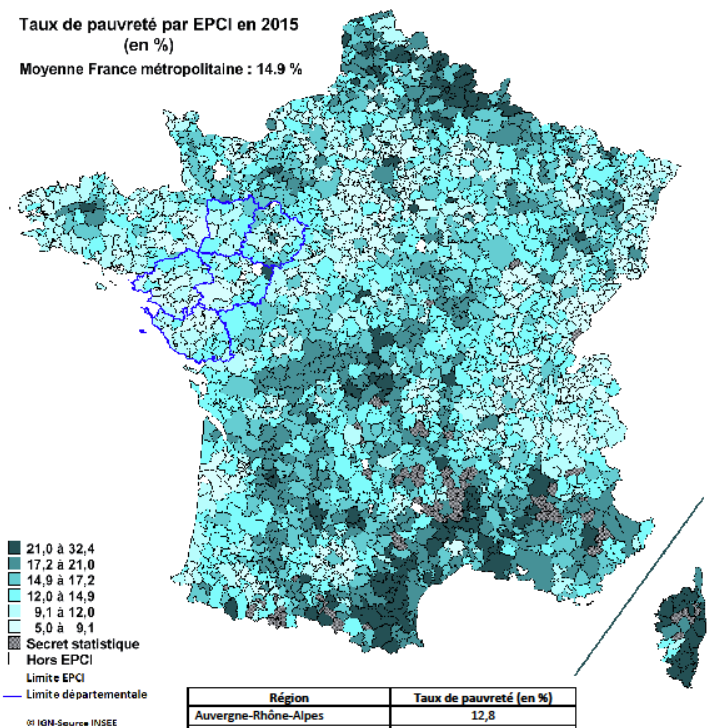 Taux de pauvreté par EPCI en 2015
(en %)
Moyenne France métropolitaine : 14.9 %
21,0 à 32,4
17,2 à 21,0
14,9 à 17,2
12,0 à 14,9
9,1 à 12,0
5,0 à 9,1
Secret statistique
Hors EPCI
Limite EPCI
Limite départementale
© IGN-Source INSEE
Région Taux de pauvreté (en %)
Auvergne-Rhône-Alpes 12,8